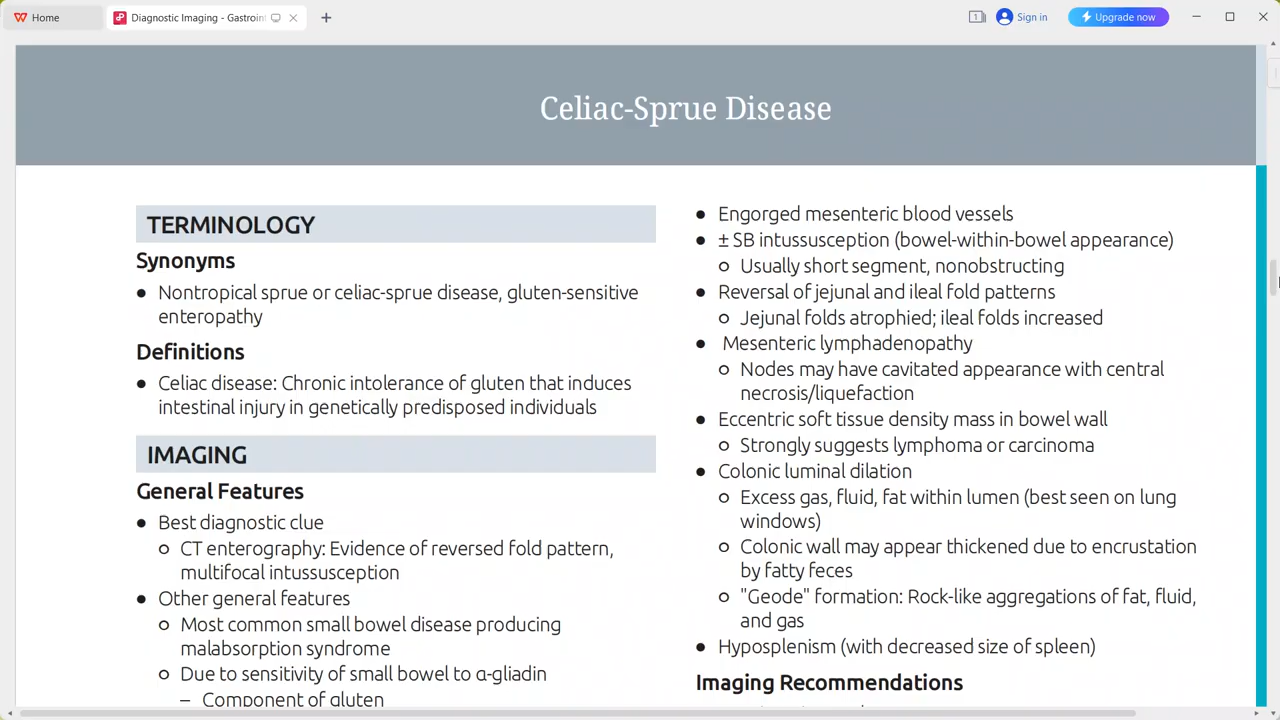 Home
Diagnostic Imaging - Gastroint
1
Sign in
Upgrade now
Celiac-Sprue Disease
TERMINOLOGY
Synonyms
● Nontropical sprue or celiac-sprue disease, gluten-sensitive
enteropathy
Definitions
● Celiac disease: Chronic intolerance of gluten that induces
intestinal injury in genetically predisposed individuals
IMAGING
General Features
● Best diagnostic clue
○ CT enterography: Evidence of reversed fold pattern,
multifocal intussusception
● Other general features
○ Most common small bowel disease producing
malabsorption syndrome
○ Due to sensitivity of small bowel to α-gliadin
– Component of gluten
● Engorged mesenteric blood vessels
● ± SB intussusception (bowel-within-bowel appearance)
○ Usually short segment, nonobstructing
● Reversal of jejunal and ileal fold patterns
○ Jejunal folds atrophied; ileal folds increased
● Mesenteric lymphadenopathy
○ Nodes may have cavitated appearance with central
necrosis/liquefaction
● Eccentric soft tissue density mass in bowel wall
○ Strongly suggests lymphoma or carcinoma
● Colonic luminal dilation
○ Excess gas, fluid, fat within lumen (best seen on lung
windows)
○ Colonic wall may appear thickened due to encrustation
by fatty feces
○ "Geode" formation: Rock-like aggregations of fat, fluid,
and gas
● Hyposplenism (with decreased size of spleen)
Imaging Recommendations